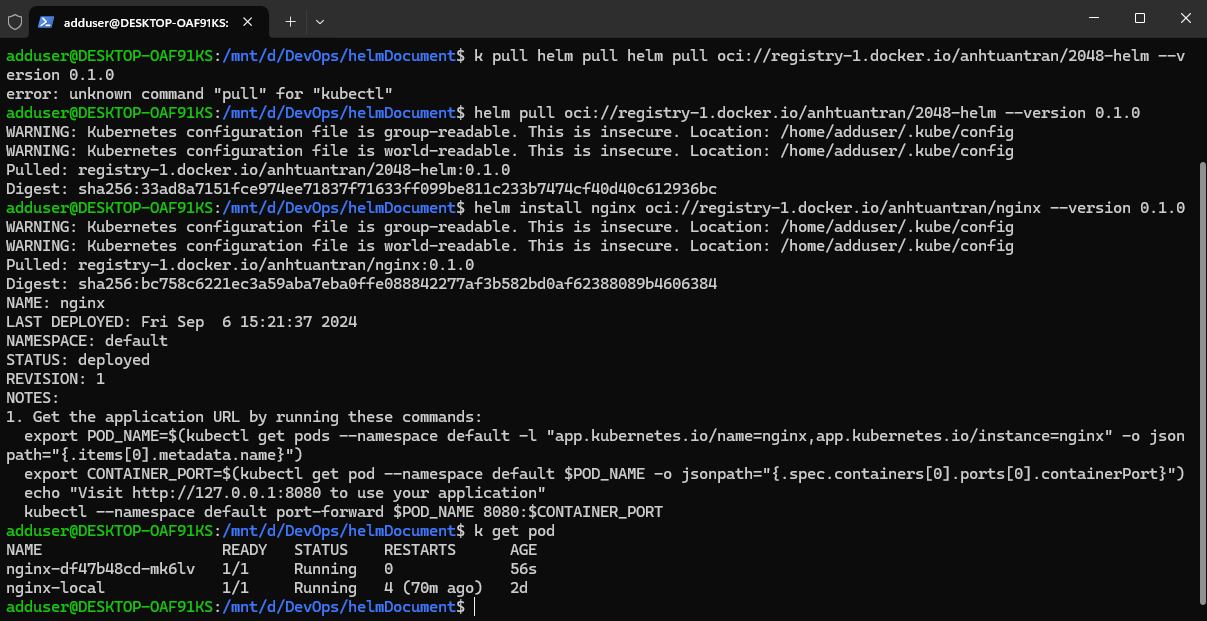 adduser@DESKTOP-OAF91KS:
adduser@DESKTOP-OAF91KS:/mnt/d/DevOps/helmDocument$ k pull helm pull helm pull oci://registry-1.docker.io/anhtuantran/2048-helm --v
ersion 0.1.0
error: unknown command "pull" for "kubectl"
adduser@DESKTOP-OAF91KS:/mnt/d/DevOps/helmDocument$ helm pull oci://registry-1.docker.io/anhtuantran/2048-helm --version 0.1.0
WARNING: Kubernetes configuration file is group-readable. This is insecure. Location: /home/adduser/.kube/config
WARNING: Kubernetes configuration file is world-readable. This is insecure. Location: /home/adduser/.kube/config
Pulled: registry-1.docker.io/anhtuantran/2048-helm:0.1.0
Digest: sha256:33ad8a7151fce974ee71837f71633ff099be811c233b7474cf40d40c612936bc
adduser@DESKTOP-OAF91KS:/mnt/d/DevOps/helmDocument$ helm install nginx oci://registry-1.docker.io/anhtuantran/nginx --version 0.1.0
WARNING: Kubernetes configuration file is group-readable. This is insecure. Location: /home/adduser/.kube/config
WARNING: Kubernetes configuration file is world-readable. This is insecure. Location: /home/adduser/.kube/config
Pulled: registry-1.docker.io/anhtuantran/nginx:0.1.0
Digest: sha256:bc758c6221ec3a59aba7eba0ffe088842277af3b582bd0af62388089b4606384
NAME: nginx
LAST DEPLOYED: Fri Sep  6 15:21:37 2024
NAMESPACE: default
STATUS: deployed
REVISION: 1
NOTES:
1. Get the application URL by running these commands:
  export POD_NAME=$(kubectl get pods --namespace default -l "app.kubernetes.io/name=nginx,app.kubernetes.io/instance=nginx" -o json
path="{.items[0].metadata.name}")
  export CONTAINER_PORT=$(kubectl get pod --namespace default $POD_NAME -o jsonpath="{.spec.containers[0].ports[0].containerPort}")
  echo "Visit http://127.0.0.1:8080 to use your application"
  kubectl --namespace default port-forward $POD_NAME 8080:$CONTAINER_PORT
adduser@DESKTOP-OAF91KS:/mnt/d/DevOps/helmDocument$ k get pod
NAME                    READY   STATUS    RESTARTS      AGE
nginx-df47b48cd-mk6lv   1/1     Running   0             56s
nginx-local             1/1     Running   4 (70m ago)   2d
adduser@DESKTOP-OAF91KS:/mnt/d/DevOps/helmDocument$